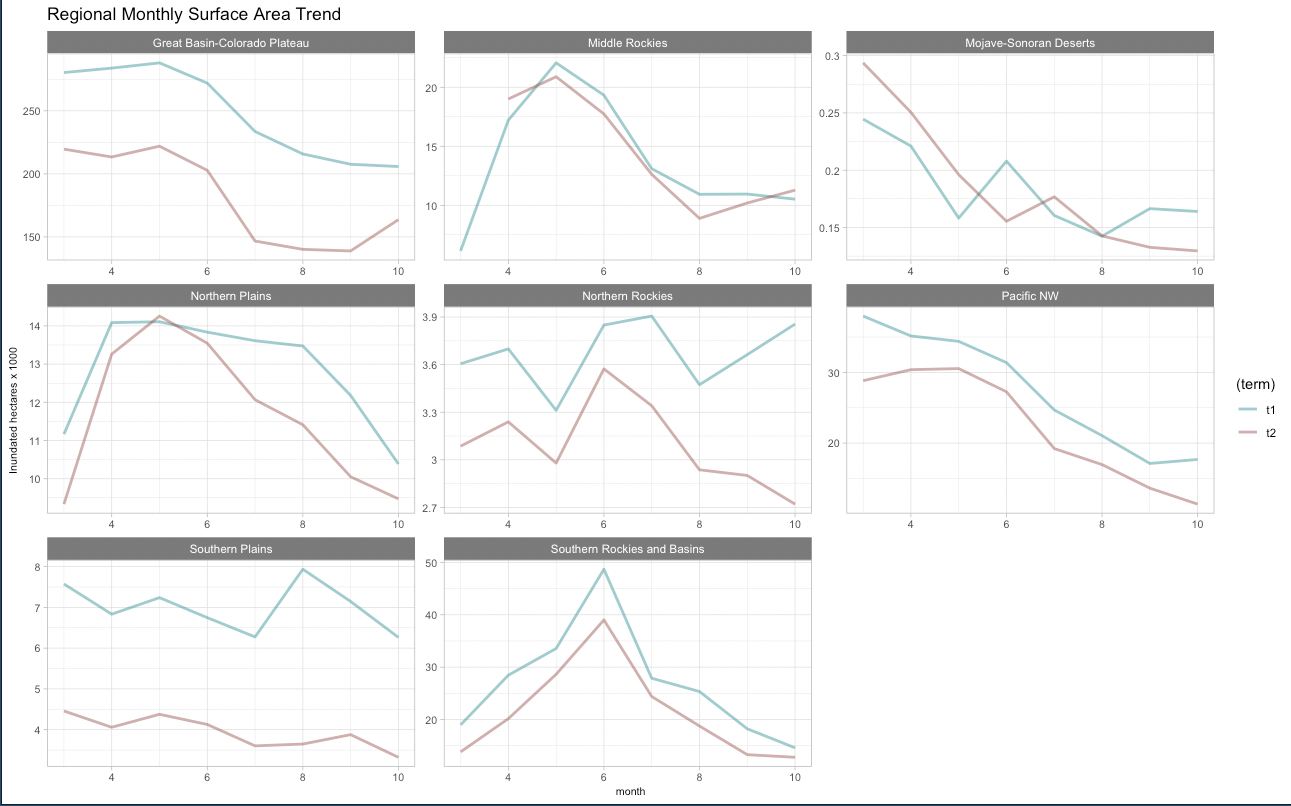 Regional Monthly Surface Area Trend
Great Basin-Colorado Plateau
250
200
150
4 6 8 10
Middle Rockies
20
15
10
4 6 8 10
Mojave-Sonoran Deserts
0.3
0.25
0.2
0.15
4 6 8 10
Northern Plains
14
13
12
11
10
4 6 8 10
Northern Rockies
3.9
3.6
3.3
3
2.7
4 6 8 10
Pacific NW
30
20
4 6 8 10
Southern Plains
8
7
6
5
4
4 6 8 10
Southern Rockies and Basins
50
40
30
20
4 6 8 10
Inundated hectares x 1000
month
(term)
t1
t2